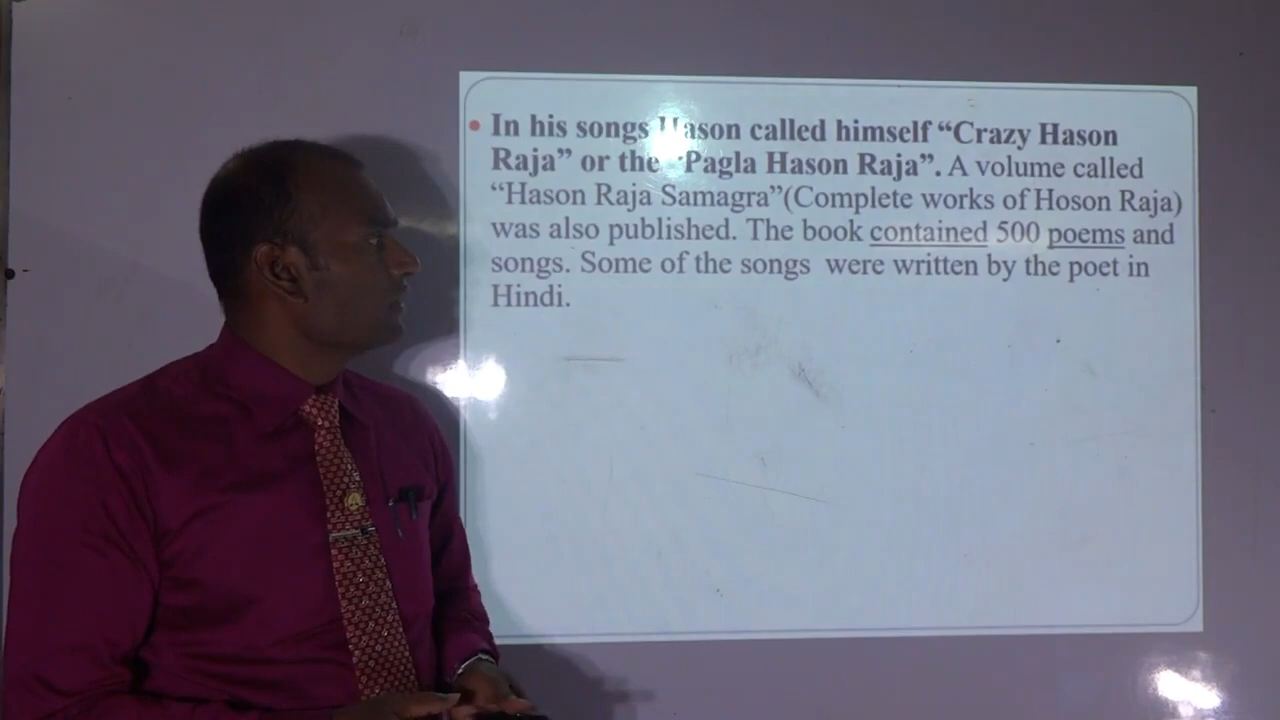 • In his songs Hason called himself “Crazy Hason
Raja” or the “Pagla Hason Raja”. A volume called
“Hason Raja Samagra”(Complete works of Hoson Raja)
was also published. The book contained 500 poems and
songs. Some of the songs were written by the poet in
Hindi.